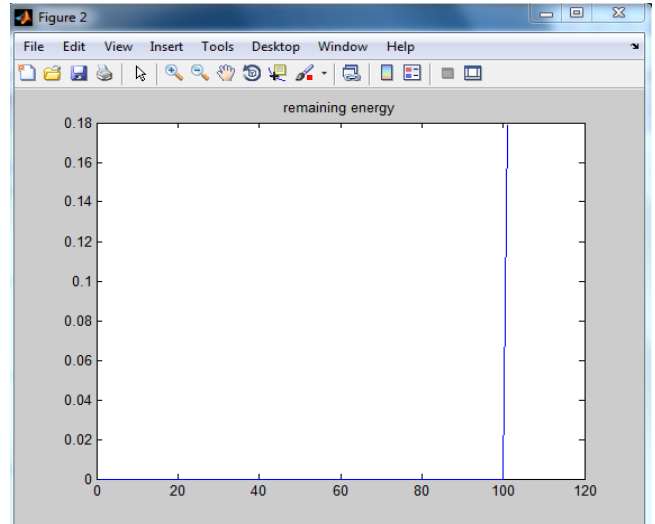 Figure 2
File Edit View Insert Tools Desktop Window Help
remaining energy
0.18
0.16
0.14
0.12
0.1
0.08
0.06
0.04
0.02
0
0 20 40 60 80 100 120